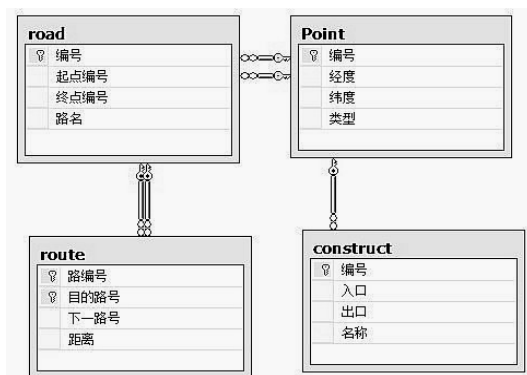 road
编号
起点编号
终点编号
路名
Point
编号
经度
纬度
类型
route
路编号
目的路号
下一路号
距离
construct
编号
入口
出口
名称